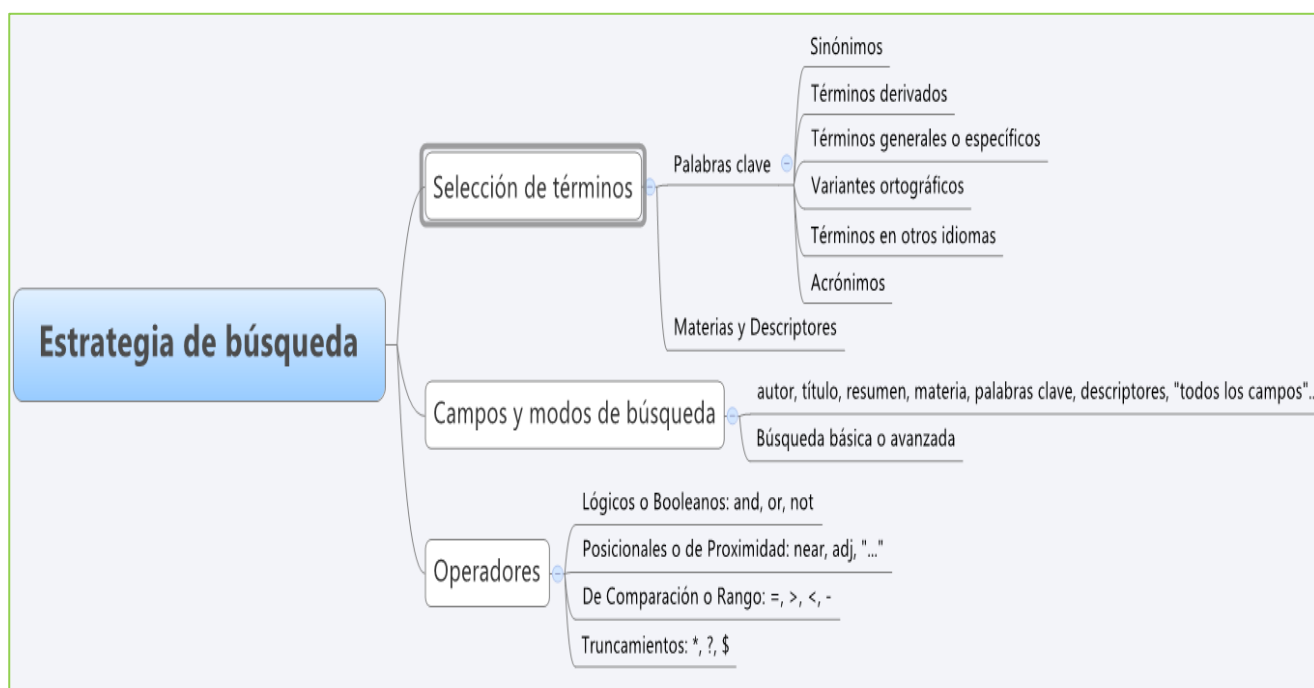 Estrategia de búsqueda
Selección de términos
Palabras clave
Sinónimos
Términos derivados
Términos generales o específicos
Variantes ortográficos
Términos en otros idiomas
Acrónimos
Materias y Descriptores
Campos y modos de búsqueda
autor, título, resumen, materia, palabras clave, descriptores, "todos los campos"..
Búsqueda básica o avanzada
Operadores
Lógicos o Booleanos: and, or, not
Posicionales o de Proximidad: near, adj, "..."
De Comparación o Rango: =, >, <, -
Truncamientos: *, ?, $